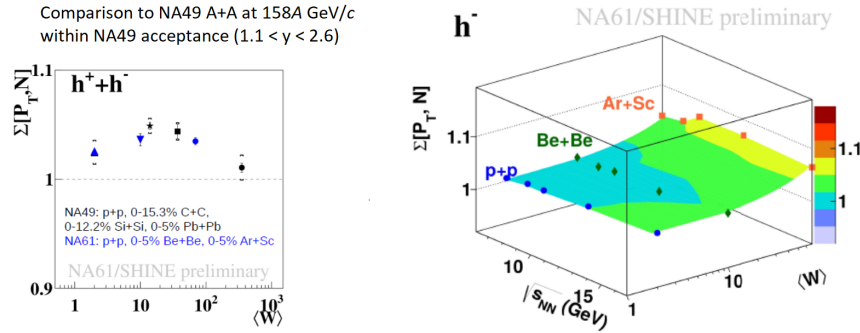 Comparison to NA49 A+A at 158A GeV/c
within NA49 acceptance (1.1 < y < 2.6)
Σ[P_T,N]
1.1
1
0.9
h⁺+h⁻
NA49: p+p, 0-15.3% C+C,
0-12.2% Si+Si, 0-5% Pb+Pb
NA61: p+p, 0-5% Be+Be, 0-5% Ar+Sc
NA61/SHINE preliminary
1 10 10² 10³
⟨W⟩
h⁻
NA61/SHINE preliminary
Σ[P_T, N]
1.1
1
Ar+Sc
Be+Be
p+p
1.1
1
10
15
√s_NN (GeV)
1
10
⟨W⟩